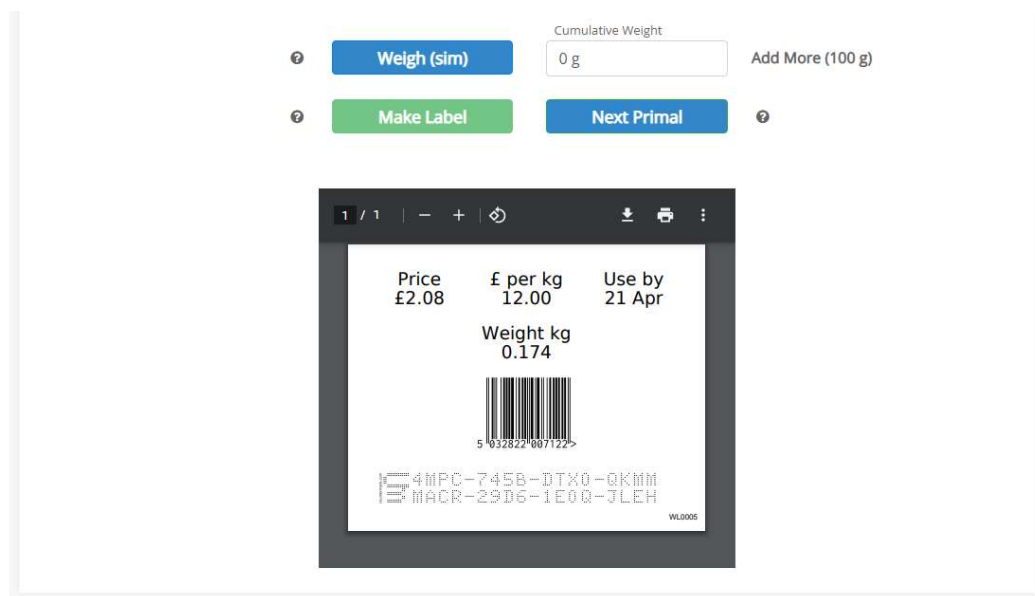 Cumulative Weight
Weigh (sim)
0 g
Add More (100 g)
Make Label
Next Primal
1 / 1
Price £ per kg Use by
£2.08 12.00 21 Apr
Weight kg
0.174
5 032822 007122 >
4MPC-745B-DTX0-QKMM
MACR-29D6-1E0Q-JLEH
WL0005